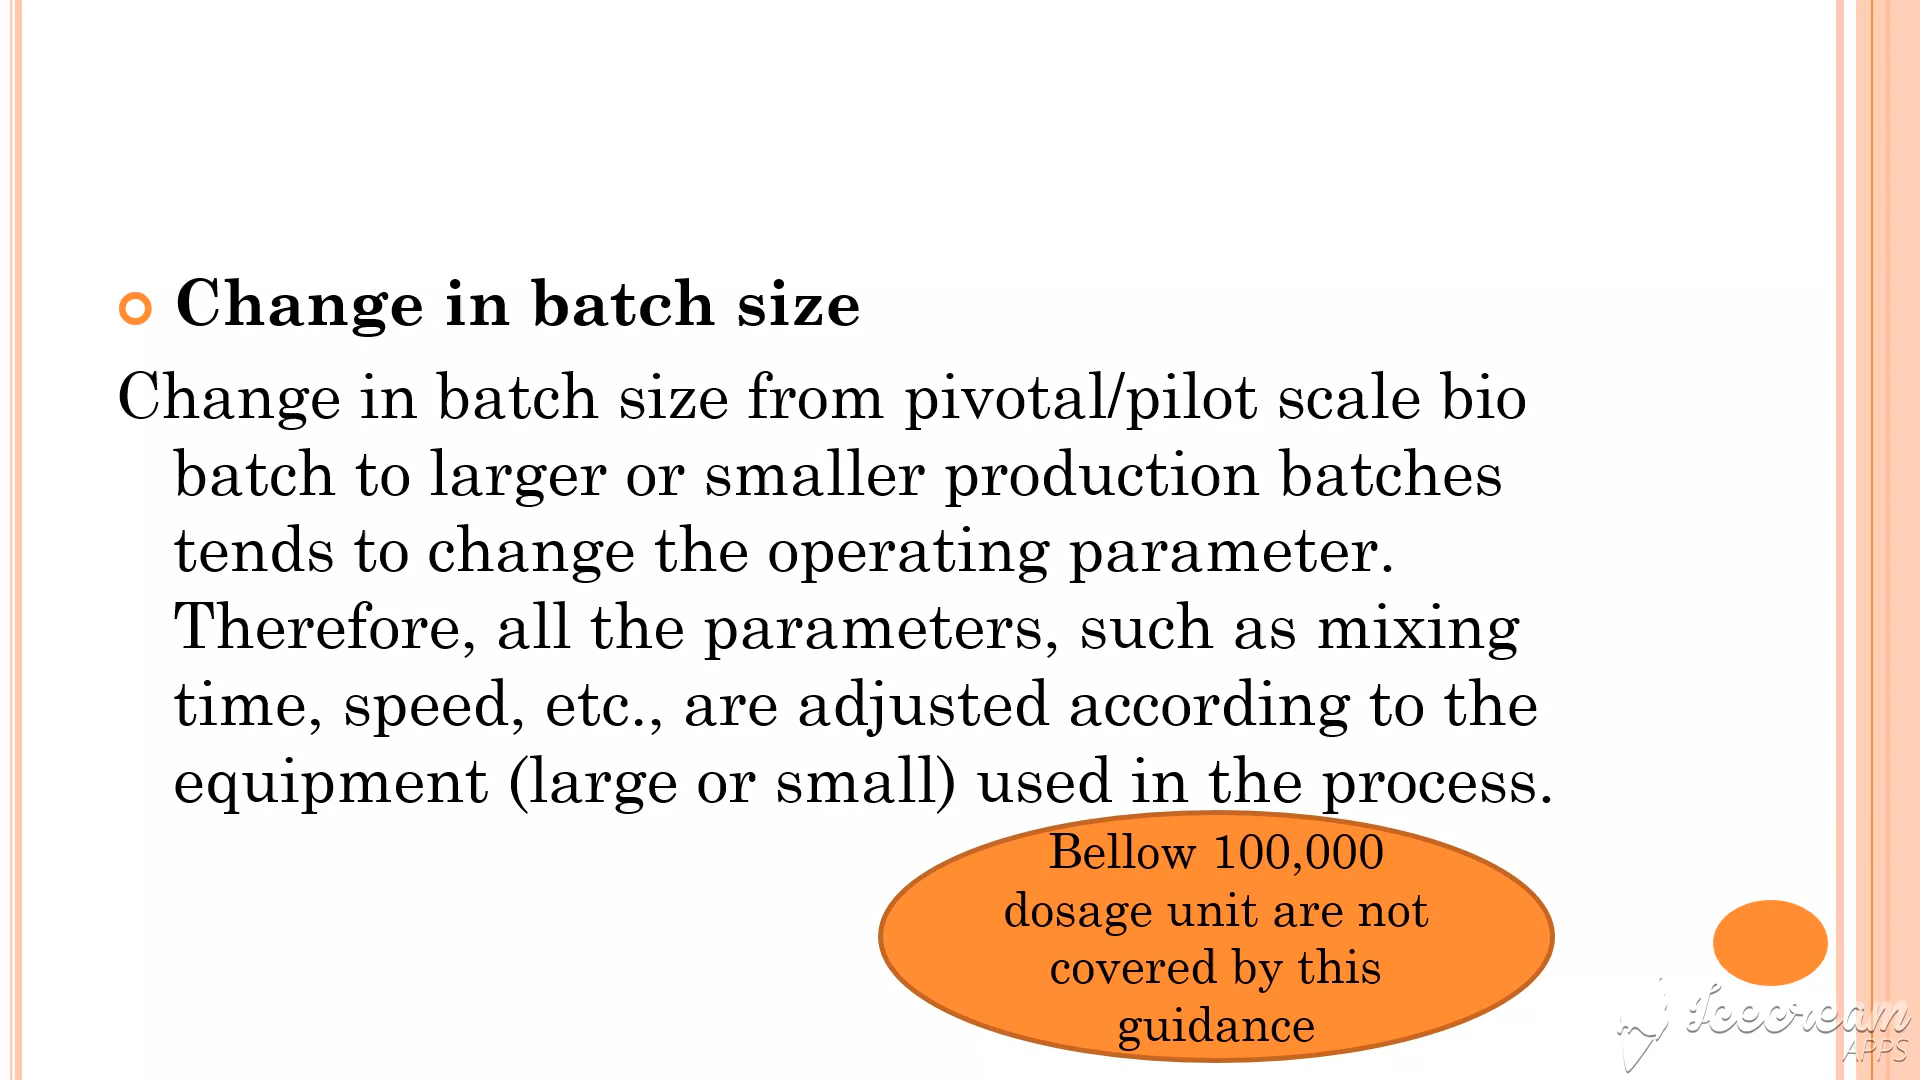 Change in batch size
Change in batch size from pivotal/pilot scale bio
batch to larger or smaller production batches
tends to change the operating parameter.
Therefore, all the parameters, such as mixing
time, speed, etc., are adjusted according to the
equipment (large or small) used in the process.
Bellow 100,000
dosage unit are not
covered by this
guidance
Icecream
APPS